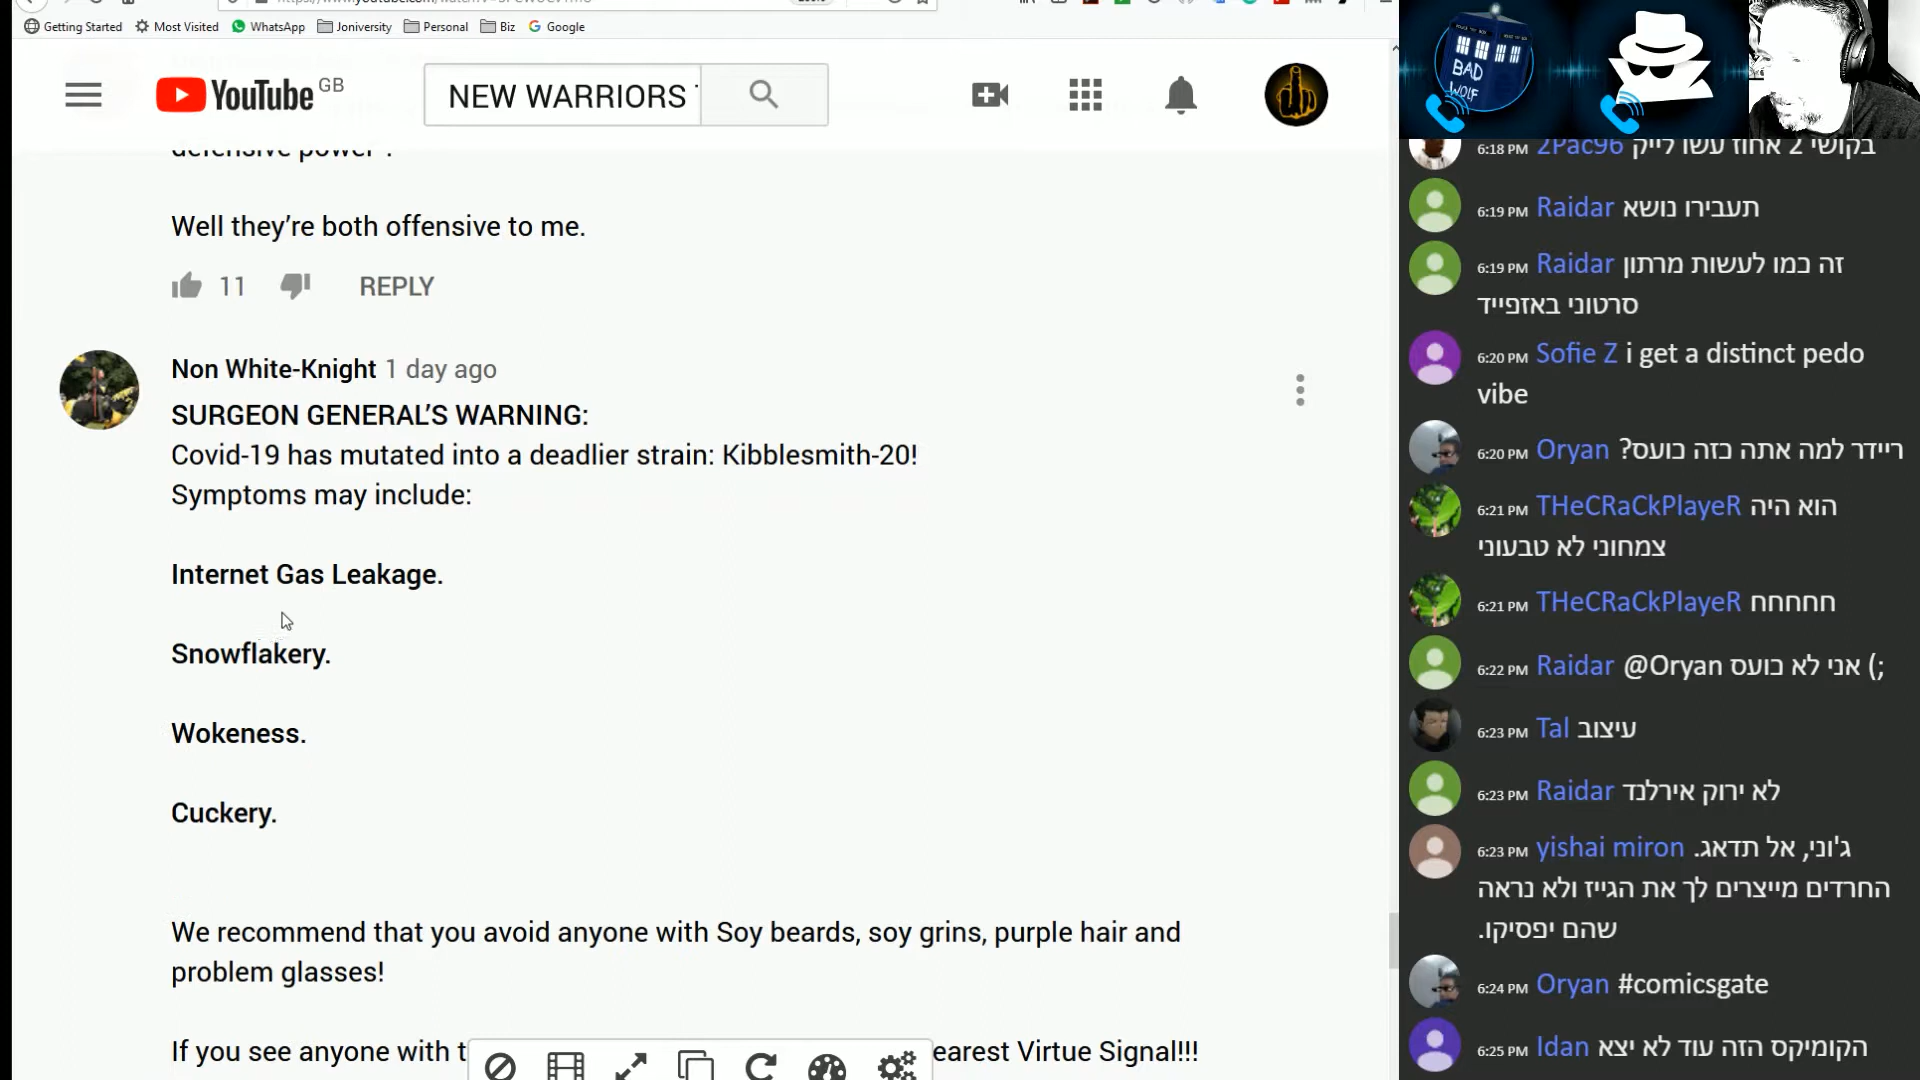 Getting Started Most Visited WhatsApp Joniversity Personal Biz Google
YouTube GB
NEW WARRIORS
defensive power".
Well they're both offensive to me.
11 REPLY
Non White-Knight 1 day ago
SURGEON GENERAL'S WARNING:
Covid-19 has mutated into a deadlier strain: Kibblesmith-20!
Symptoms may include:
Internet Gas Leakage.
Snowflakery.
Wokeness.
Cuckery.
We recommend that you avoid anyone with Soy beards, soy grins, purple hair and
problem glasses!
If you see anyone with
earest Virtue Signal!!!
BAD
WOLF
6:18 PM 2Pac96 בקושי 2 אחוז עשו לייק
6:19 PM Raidar תעבירו נושא
6:19 PM Raidar זה כמו לעשות מרתון
סרטוני באזפייד
6:20 PM Sofie Z i get a distinct pedo
vibe
6:20 PM Oryan ריידר למה אתה כזה כועס?
6:21 PM THeCRaCkPlayeR הוא היה
צמחוני לא טבעוני
6:21 PM THeCRaCkPlayeR חחחחח
6:22 PM Raidar @Oryan אני לא כועס (;
6:23 PM Tal עיצוב
6:23 PM Raidar לא ירוק אירלנד
6:23 PM yishai miron ג'וני, אל תדאג.
החרדים מייצרים לך את הגייז ולא נראה
שהם יפסיקו.
6:24 PM Oryan #comicsgate
6:25 PM Idan הקומיקס הזה עוד לא יצא